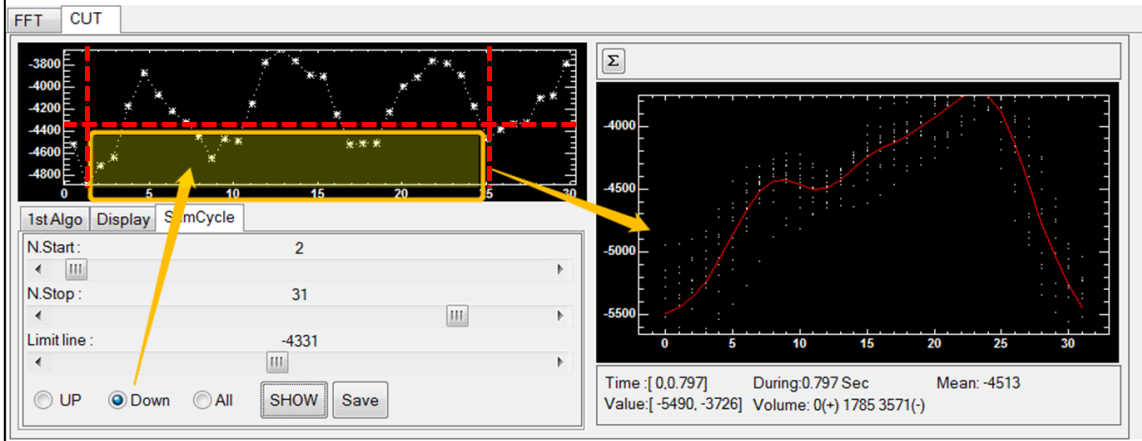 FFT CUT
-3800
-4000
-4200
-4400
-4600
-4800
0 5 10 15 20 25 30
Σ
-4000
-4500
-5000
-5500
0 5 10 15 20 25 30
1st Algo Display SumCycle
N.Start : 2
N.Stop : 31
Limit line : -4331
UP Down All SHOW Save
Time :[ 0,0.797] During:0.797 Sec Mean: -4513
Value:[ -5490, -3726] Volume: 0(+) 1785 3571(-)